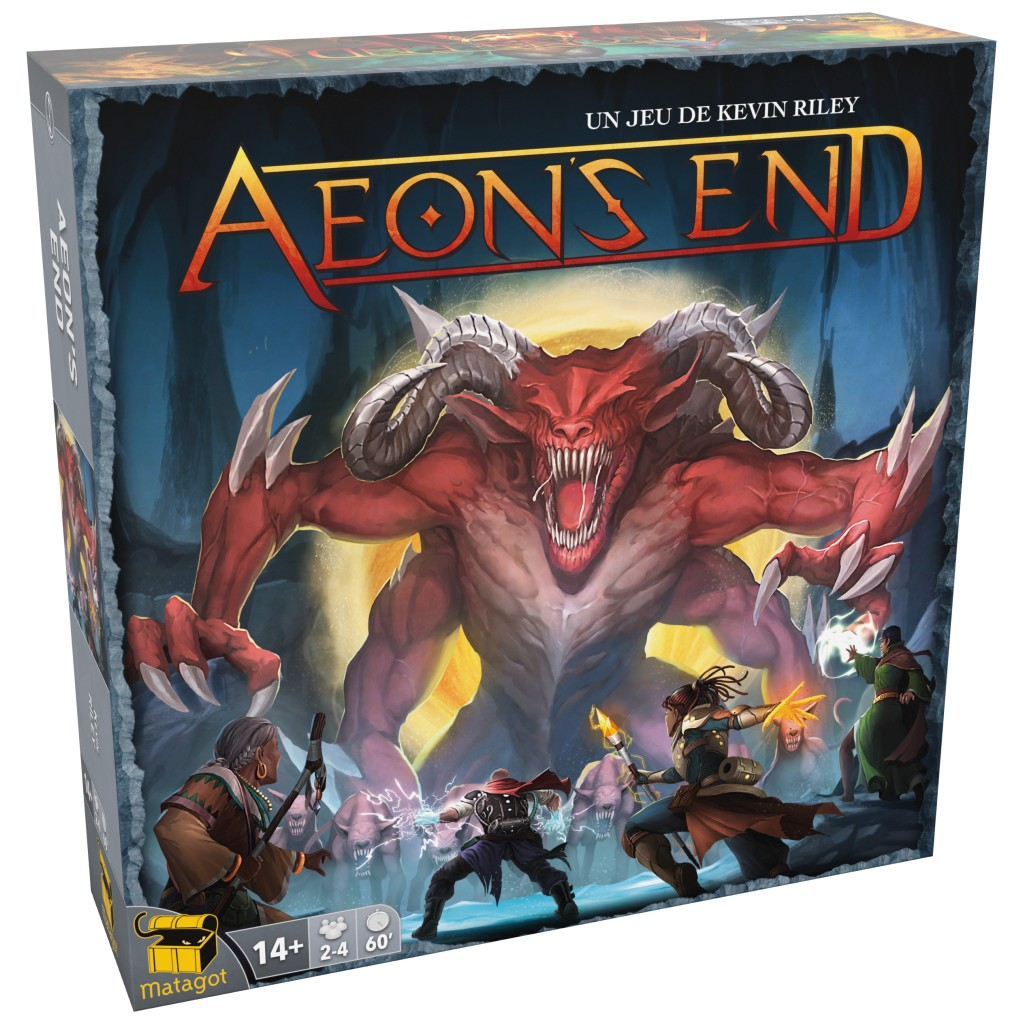 UN JEU DE KEVIN RILEY
AEON'S END
AEON'S
END
matagot
14+
2-4
60'